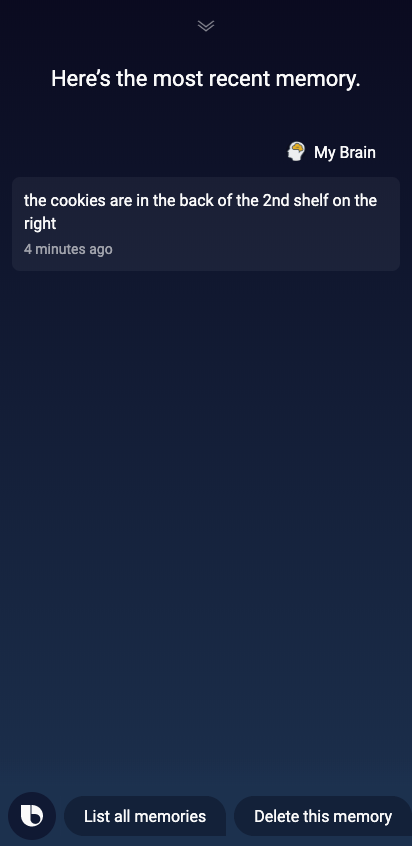 Here's the most recent memory.
My Brain
the cookies are in the back of the 2nd shelf on the
right
4 minutes ago
List all memories
Delete this memory